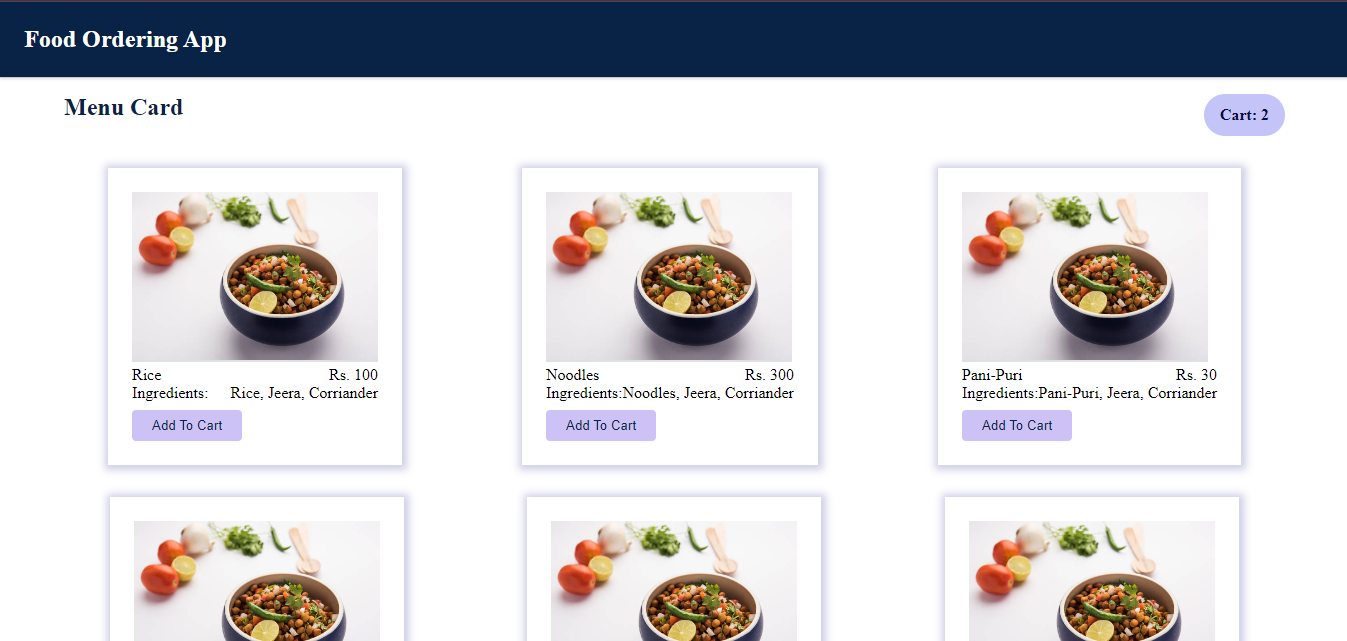 Food Ordering App
Menu Card
Cart: 2
Rice Rs. 100
Ingredients: Rice, Jeera, Corriander
Add To Cart
Noodles Rs. 300
Ingredients:Noodles, Jeera, Corriander
Add To Cart
Pani-Puri Rs. 30
Ingredients:Pani-Puri, Jeera, Corriander
Add To Cart